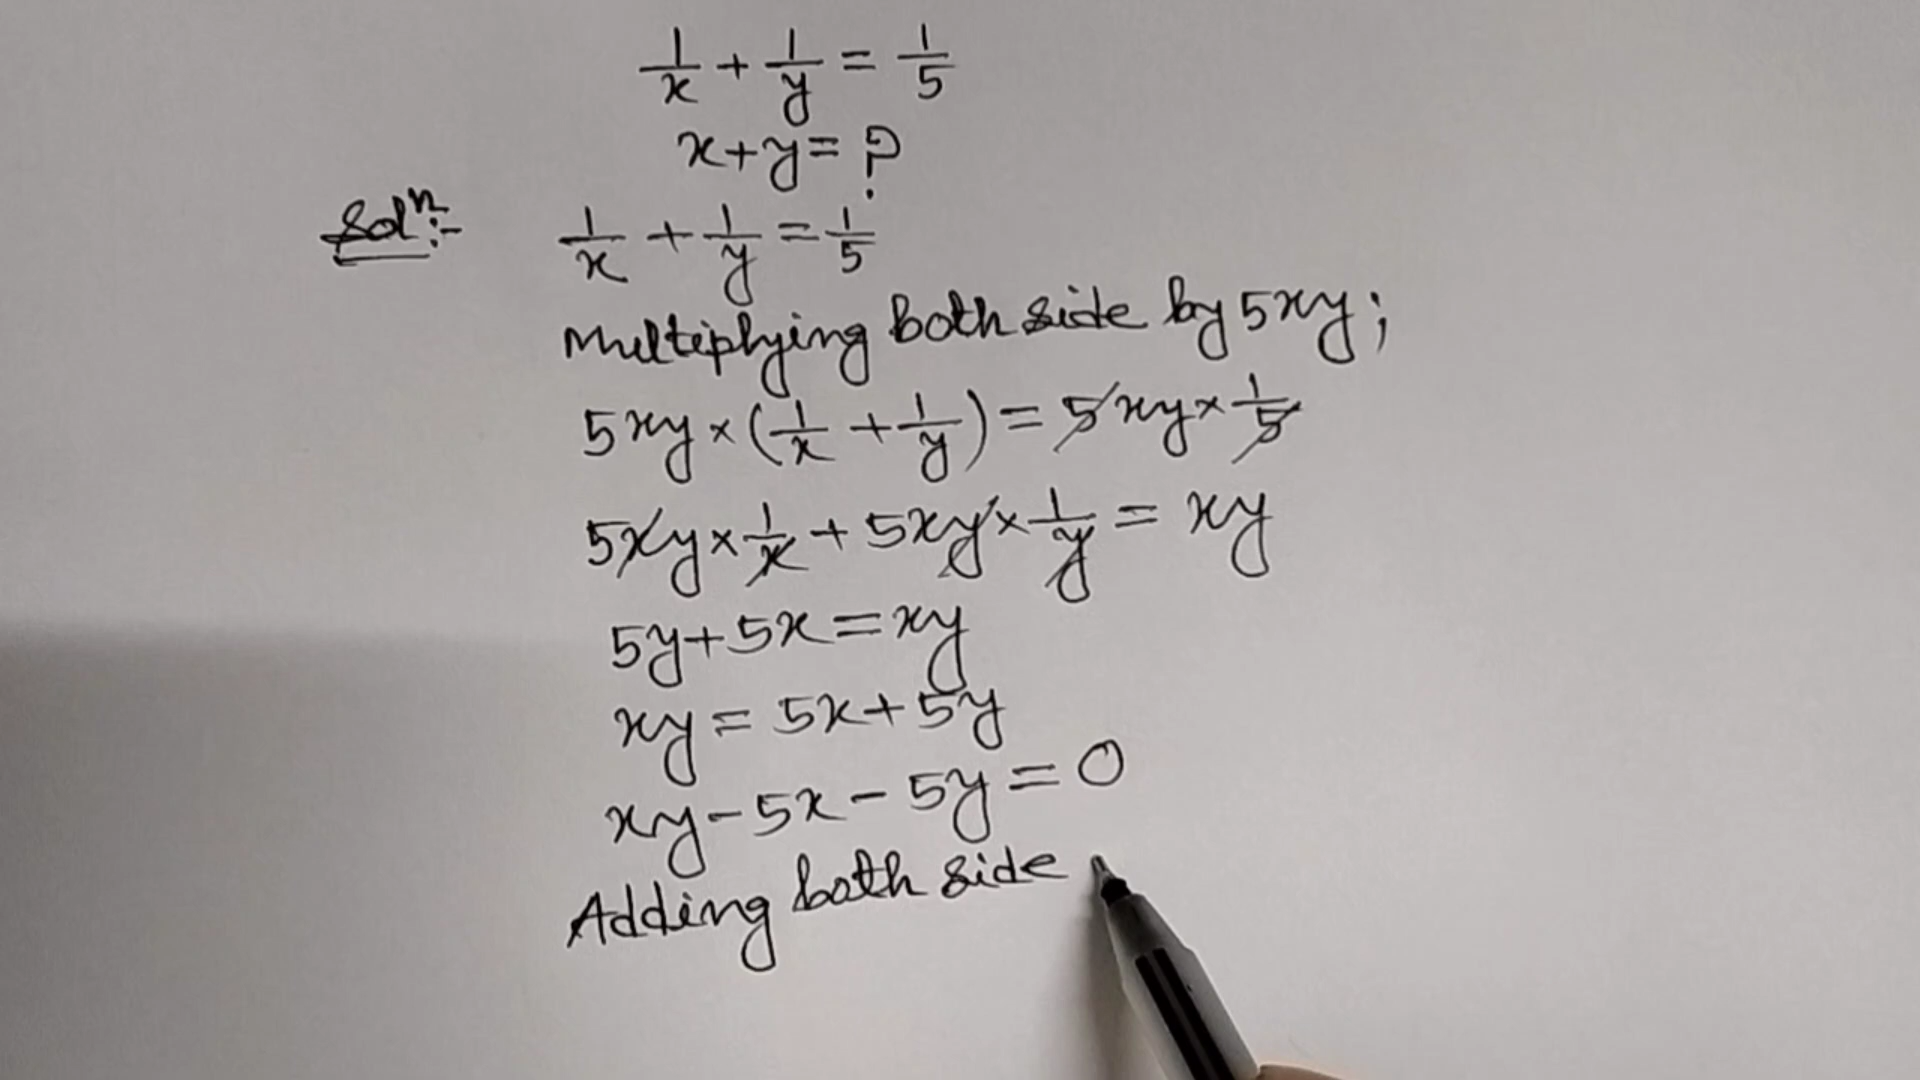 1/x + 1/y = 1/5
x+y = ?
Solⁿ:- 1/x + 1/y = 1/5
Multiplying both side by 5xy;
5xy × (1/x + 1/y) = 5xy × 1/5
5xy × 1/x + 5xy × 1/y = xy
5y + 5x = xy
xy = 5x + 5y
xy - 5x - 5y = 0
Adding both side